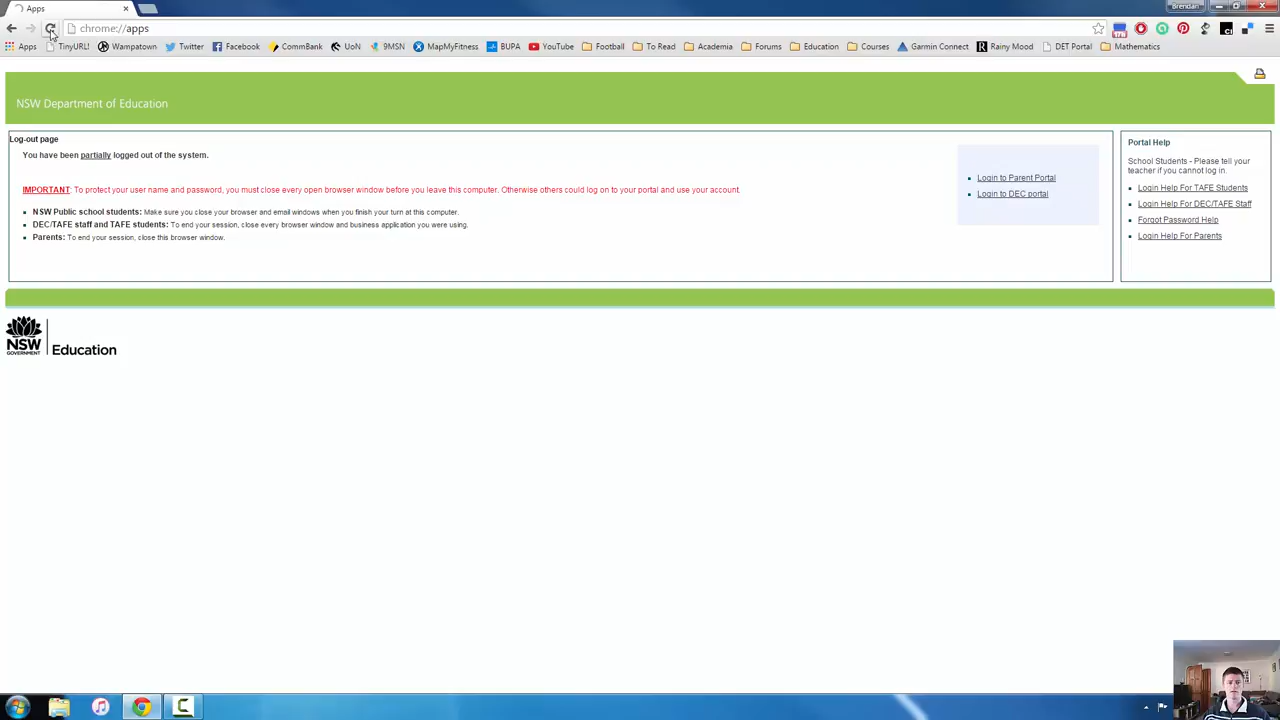 Apps
Brendan
chrome://apps
Apps TinyURL! Wampatown Twitter Facebook CommBank UoN 9MSN MapMyFitness BUPA YouTube Football To Read Academia Forums Education Courses Garmin Connect Rainy Mood DET Portal Mathematics
NSW Department of Education
Log-out page
You have been partially logged out of the system.
IMPORTANT: To protect your user name and password, you must close every open browser window before you leave this computer. Otherwise others could log on to your portal and use your account.
NSW Public school students: Make sure you close your browser and email windows when you finish your turn at this computer.
DEC/TAFE staff and TAFE students: To end your session, close every browser window and business application you were using.
Parents: To end your session, close this browser window.
Login to Parent Portal
Login to DEC portal
Portal Help
School Students - Please tell your
teacher if you cannot log in.
Login Help For TAFE Students
Login Help For DEC/TAFE Staff
Forgot Password Help
Login Help For Parents
NSW
GOVERNMENT
Education